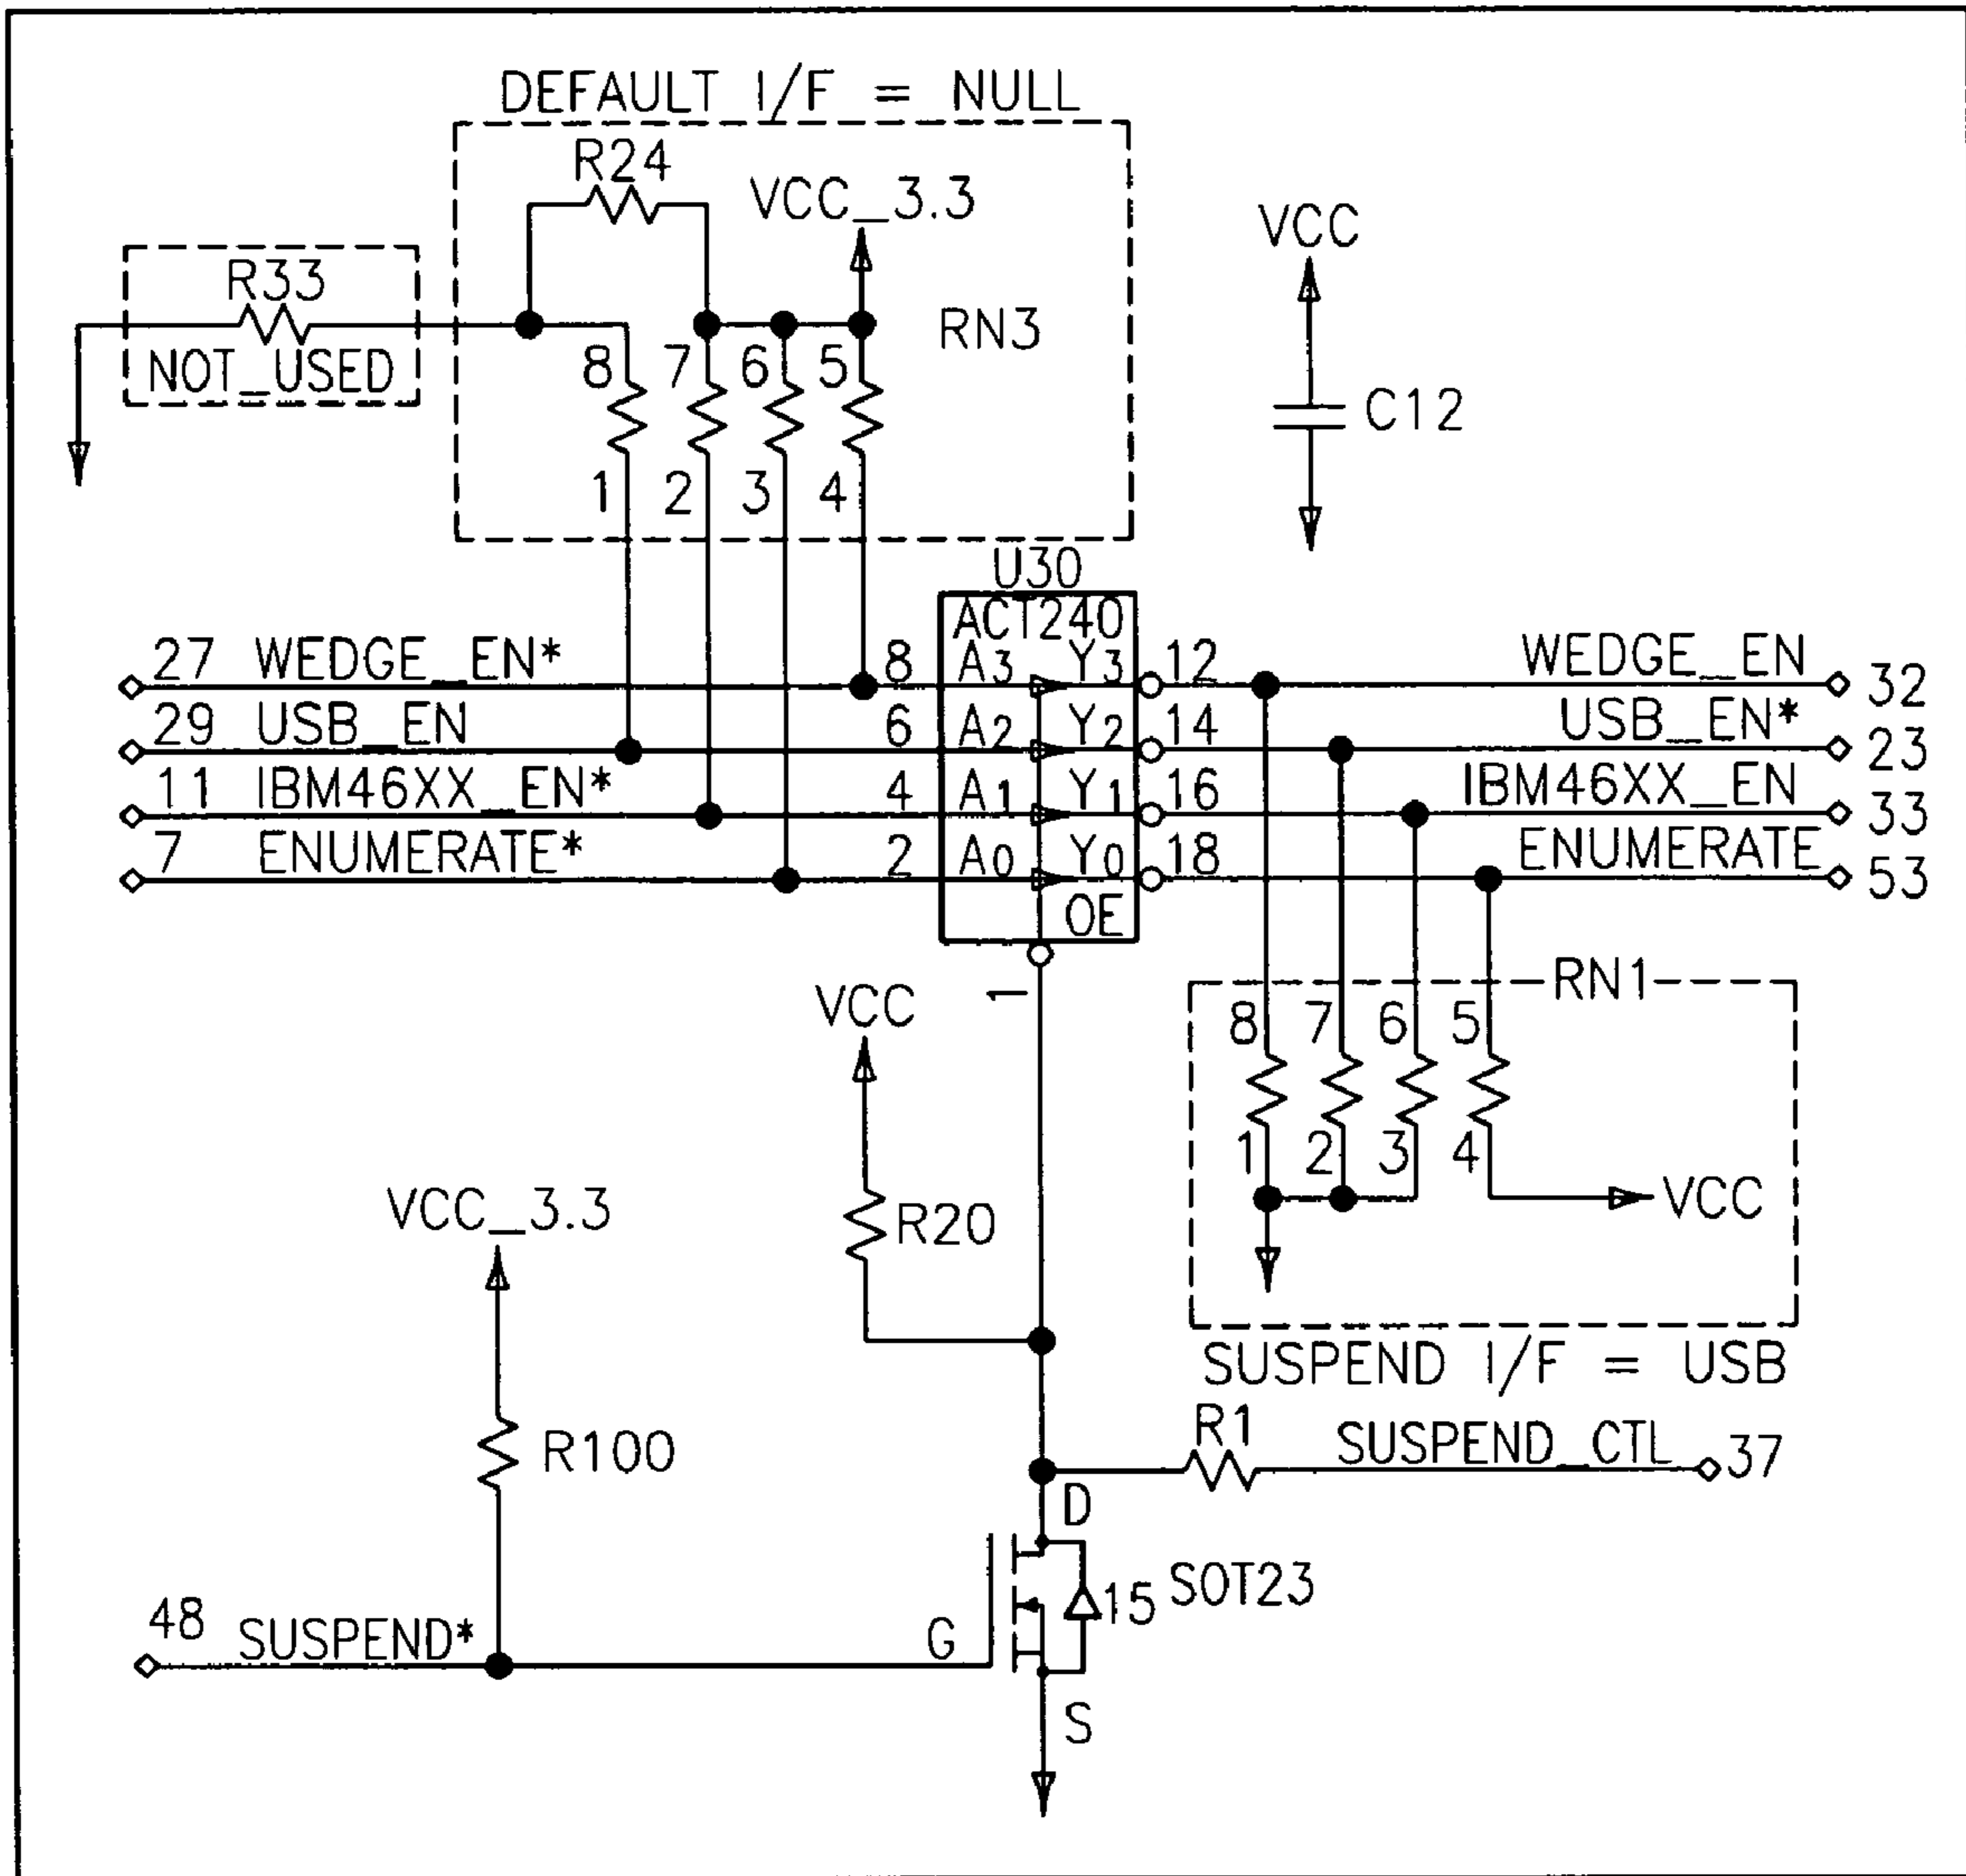 DEFAULT I/F = NULL
R24
VCC_3.3
VCC
R33
RN3
NOT_USED
8 7 6 5
C12
1 2 3 4
U30
ACT240
27 WEDGE_EN* 8 A3 Y3 12 WEDGE_EN 32
29 USB_EN 6 A2 Y2 14 USB_EN* 23
11 IBM46XX_EN* 4 A1 Y1 16 IBM46XX_EN 33
7 ENUMERATE* 2 A0 Y0 18 ENUMERATE 53
OE
RN1
VCC
1
8 7 6 5
1 2 3 4
VCC_3.3
R20
VCC
SUSPEND I/F = USB
R100
R1
SUSPEND_CTL 37
D
15 SOT23
48 SUSPEND*
G
S